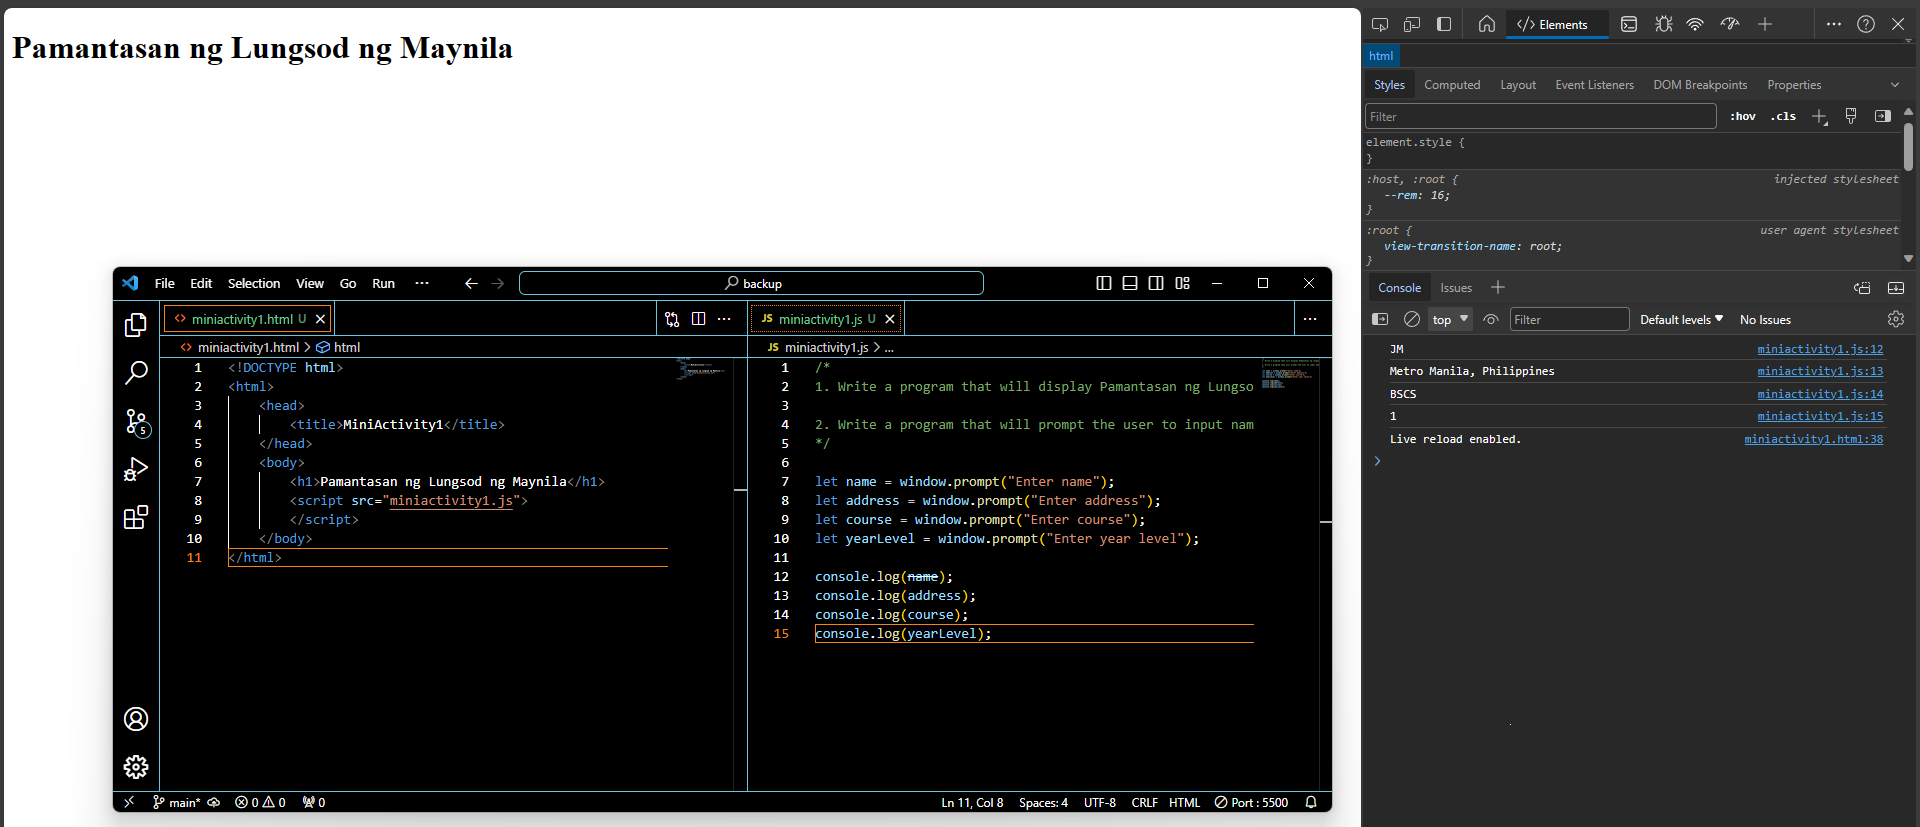 Pamantasan ng Lungsod ng Maynila
Elements
html
Styles Computed Layout Event Listeners DOM Breakpoints Properties
Filter :hov .cls
element.style {
}
:host, :root { injected stylesheet
--rem: 16;
}
:root { user agent stylesheet
view-transition-name: root;
}
Console Issues
top Filter Default levels No Issues
JM miniactivity1.js:12
Metro Manila, Philippines miniactivity1.js:13
BSCS miniactivity1.js:14
1 miniactivity1.js:15
Live reload enabled. miniactivity1.html:38
File Edit Selection View Go Run ··· backup
miniactivity1.html U
miniactivity1.html > html
1 <!DOCTYPE html>
2 <html>
3 <head>
4 <title>MiniActivity1</title>
5 </head>
6 <body>
7 <h1>Pamantasan ng Lungsod ng Maynila</h1>
8 <script src="miniactivity1.js">
9 </script>
10 </body>
11 </html>
JS miniactivity1.js U
JS miniactivity1.js > ...
1 /*
2 1. Write a program that will display Pamantasan ng Lungso
3
4 2. Write a program that will prompt the user to input nam
5 */
6
7 let name = window.prompt("Enter name");
8 let address = window.prompt("Enter address");
9 let course = window.prompt("Enter course");
10 let yearLevel = window.prompt("Enter year level");
11
12 console.log(name);
13 console.log(address);
14 console.log(course);
15 console.log(yearLevel);
5
main* 0 0 0 Ln 11, Col 8 Spaces: 4 UTF-8 CRLF HTML Port : 5500